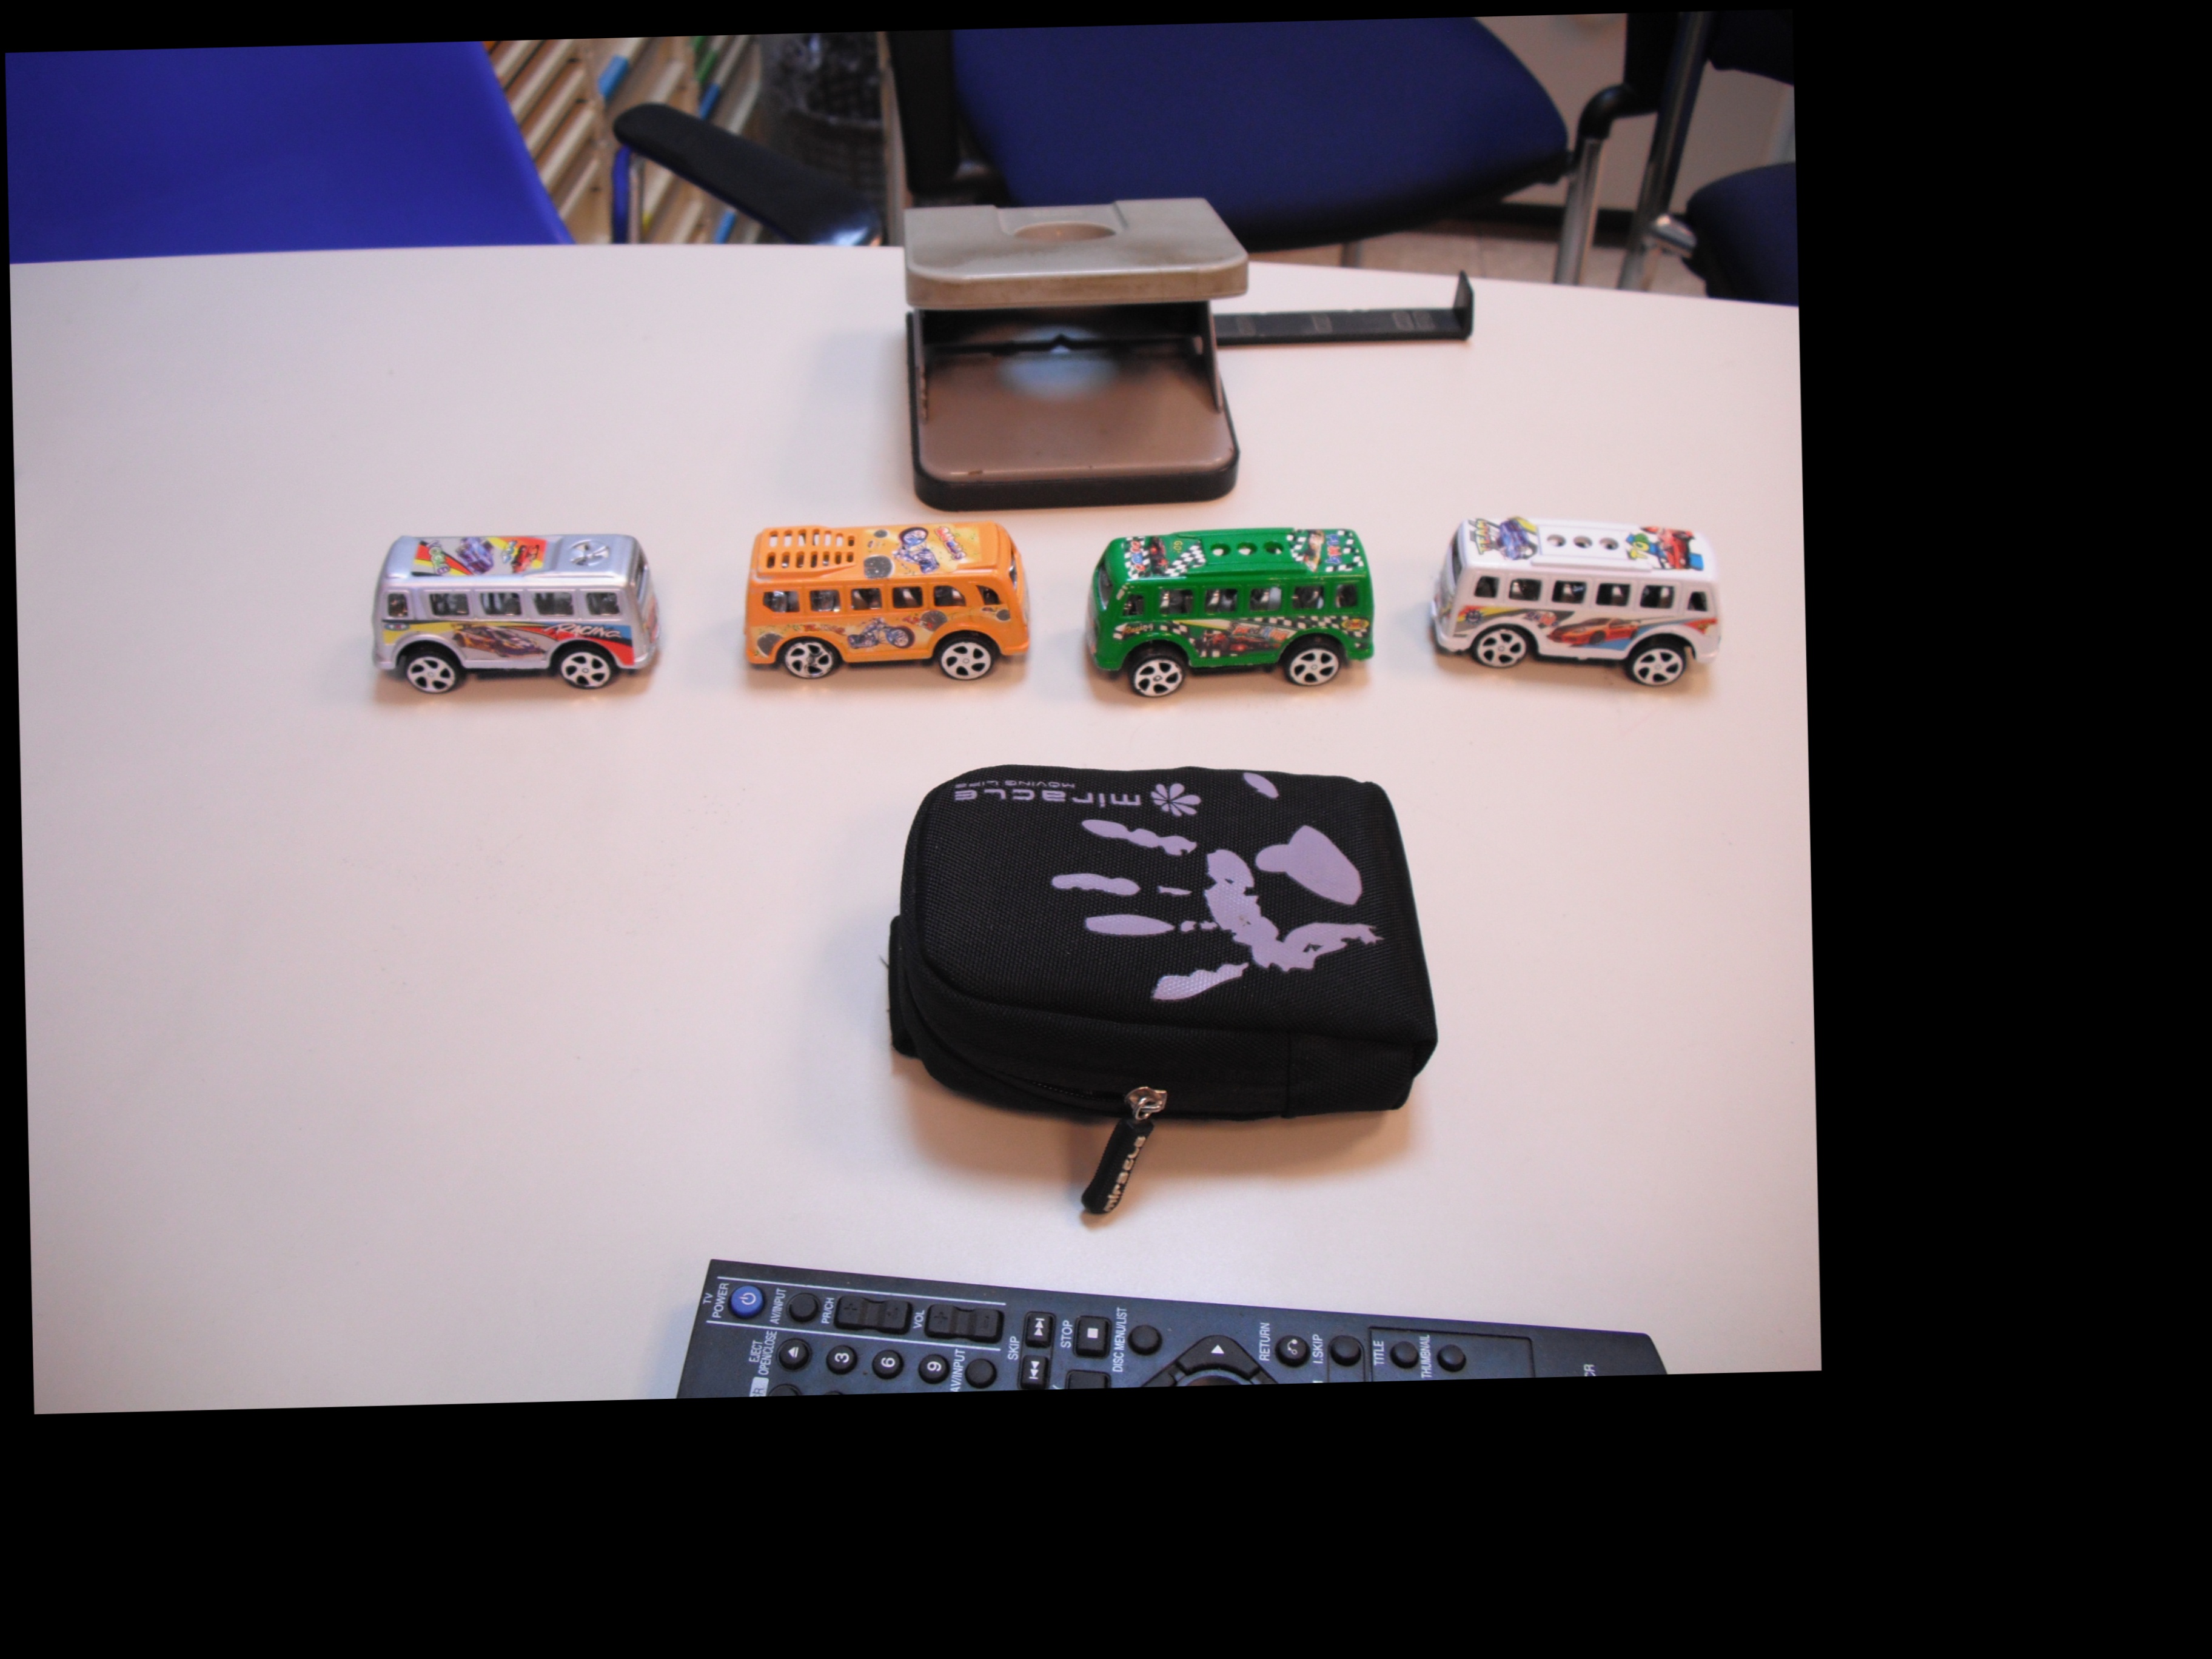 RACING
miracLE
MOVING LIFE
miracLE
TV
POWER
AV/INPUT
PR/CH
VOL
SKIP
STOP
DISC MENU/LIST
RETURN
I.SKIP
TITLE
THUMBNAIL
EJECT
OPEN/CLOSE
3
6
9
AV/INPUT